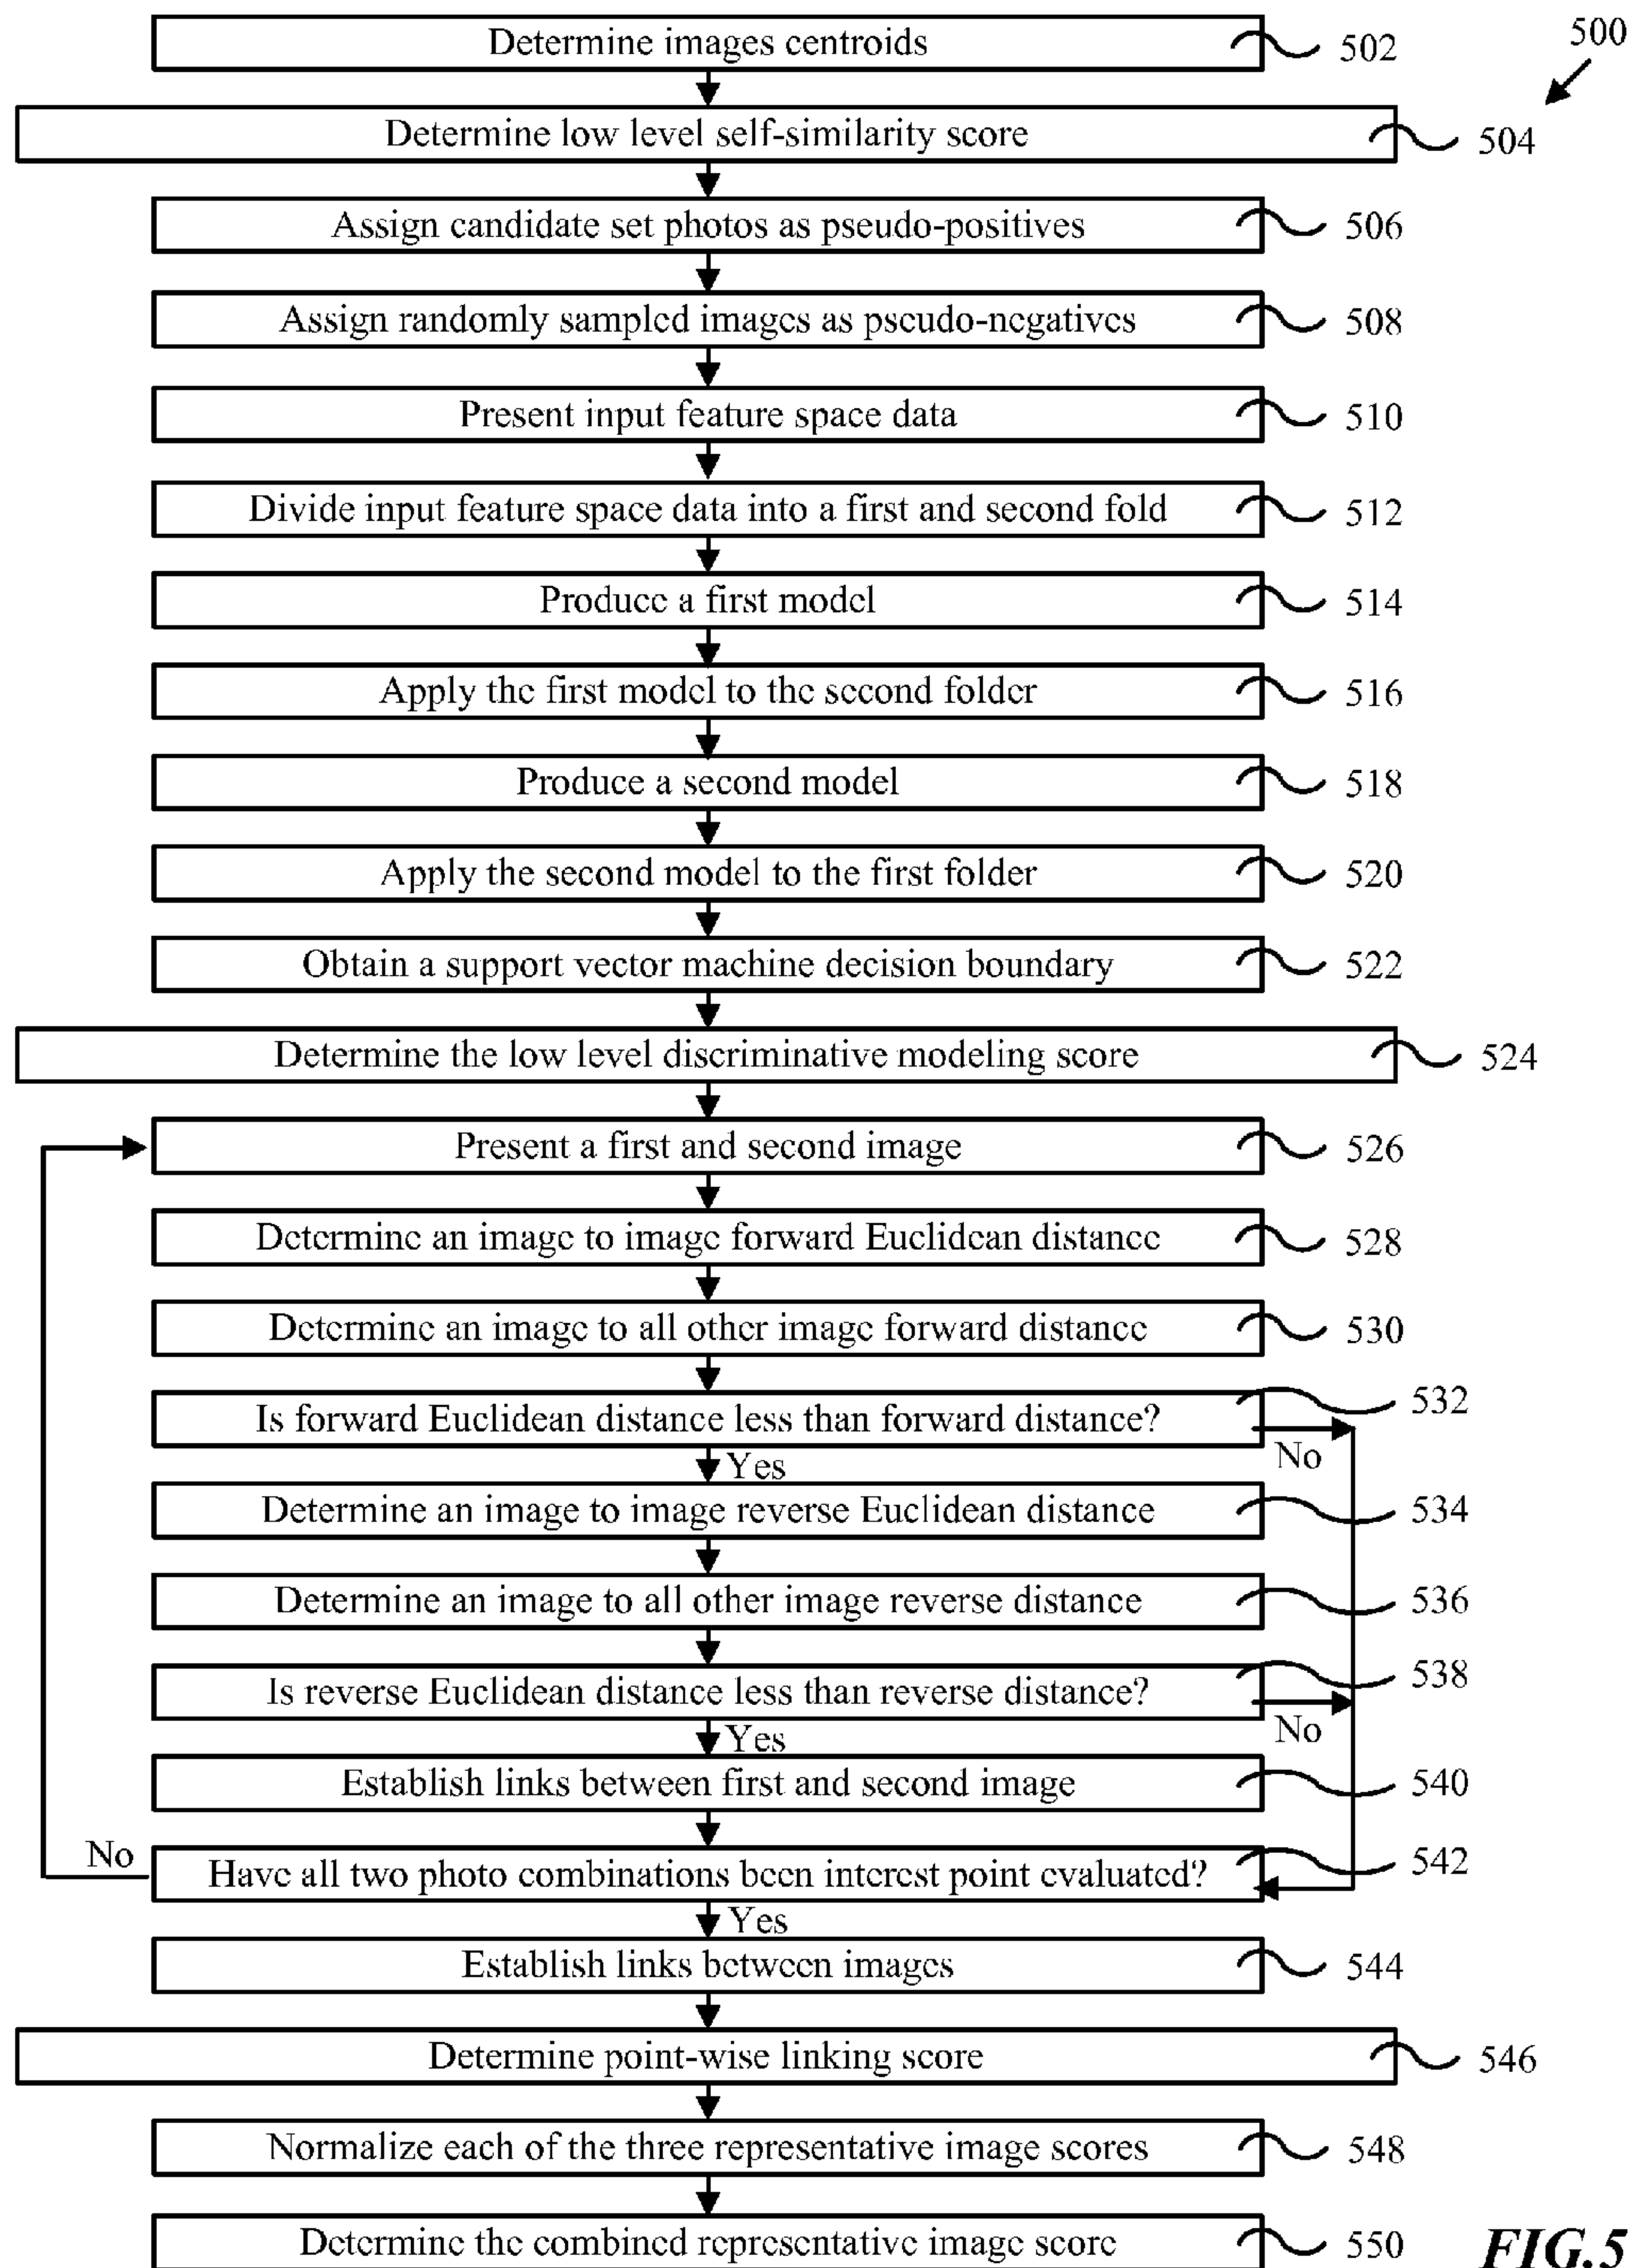 500
Determine images centroids 502
Determine low level self-similarity score 504
Assign candidate set photos as pseudo-positives 506
Assign randomly sampled images as pseudo-negatives 508
Present input feature space data 510
Divide input feature space data into a first and second fold 512
Produce a first model 514
Apply the first model to the second folder 516
Produce a second model 518
Apply the second model to the first folder 520
Obtain a support vector machine decision boundary 522
Determine the low level discriminative modeling score 524
Present a first and second image 526
Determine an image to image forward Euclidean distance 528
Determine an image to all other image forward distance 530
Is forward Euclidean distance less than forward distance? 532
No
Yes
Determine an image to image reverse Euclidean distance 534
Determine an image to all other image reverse distance 536
Is reverse Euclidean distance less than reverse distance? 538
No
Yes
Establish links between first and second image 540
No
Have all two photo combinations been interest point evaluated? 542
Yes
Establish links between images 544
Determine point-wise linking score 546
Normalize each of the three representative image scores 548
Determine the combined representative image score 550
FIG.5